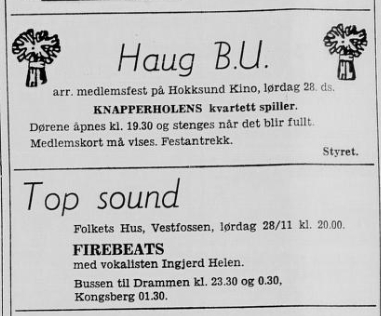 Haug B.U.
arr. medlemsfest på Hokksund Kino, lørdag 28. ds.
KNAPPERHOLENS kvartett spiller.
Dørene åpnes kl. 19.30 og stenges når det blir fullt.
Medlemskort må vises. Festantrekk.
Styret.
Top sound
Folkets Hus, Vestfossen, lørdag 28/11 kl. 20.00.
FIREBEATS
med vokalisten Ingjerd Helen.
Bussen til Drammen kl. 23.30 og 0.30,
Kongsberg 01.30.